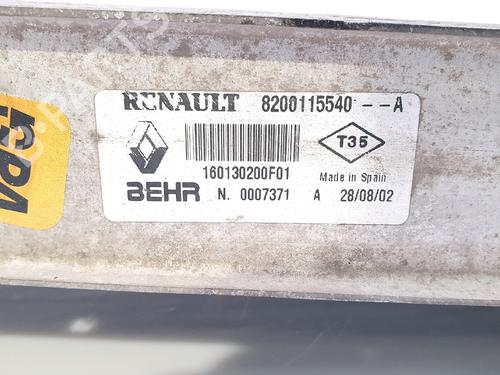 RENAULT 8200115540--A
T35
160130200F01
Made in Spain
BEHR N. 0007371 A 28/08/02